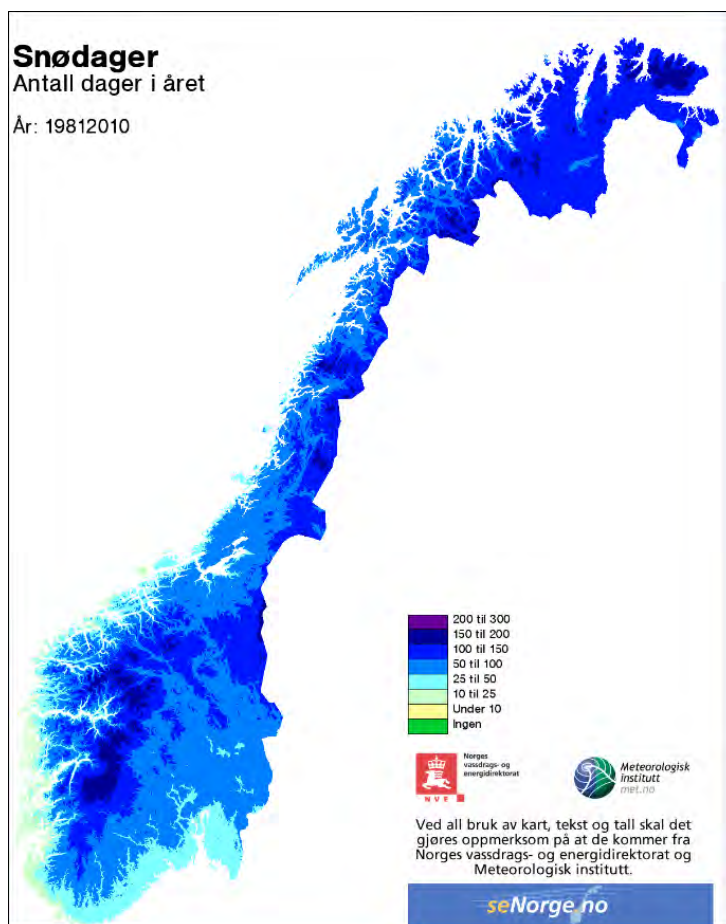 Snødager
Antall dager i året
År: 19812010
200 til 300
150 til 200
100 til 150
50 til 100
25 til 50
10 til 25
Under 10
Ingen
Norges
vassdrags- og
energidirektorat
NVE
Meteorologisk
institutt
met.no
Ved all bruk av kart, tekst og tall skal det
gjøres oppmerksom på at de kommer fra
Norges vassdrags- og energidirektorat og
Meteorologisk institutt.
seNorge.no